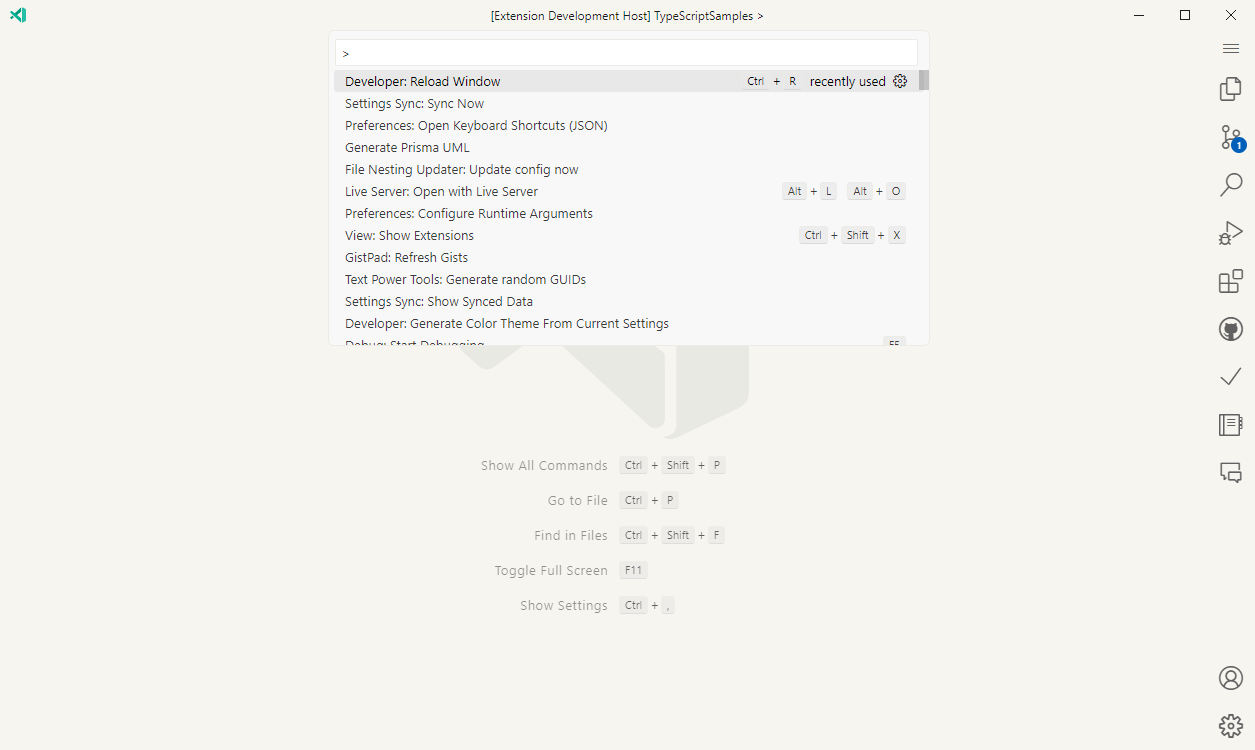 [Extension Development Host] TypeScriptSamples >
>
Developer: Reload Window Ctrl + R recently used
Settings Sync: Sync Now
Preferences: Open Keyboard Shortcuts (JSON)
Generate Prisma UML
File Nesting Updater: Update config now
Live Server: Open with Live Server Alt + L Alt + O
Preferences: Configure Runtime Arguments
View: Show Extensions Ctrl + Shift + X
GistPad: Refresh Gists
Text Power Tools: Generate random GUIDs
Settings Sync: Show Synced Data
Developer: Generate Color Theme From Current Settings
Debug: Start Debugging F5
1
Show All Commands Ctrl + Shift + P
Go to File Ctrl + P
Find in Files Ctrl + Shift + F
Toggle Full Screen F11
Show Settings Ctrl + ,